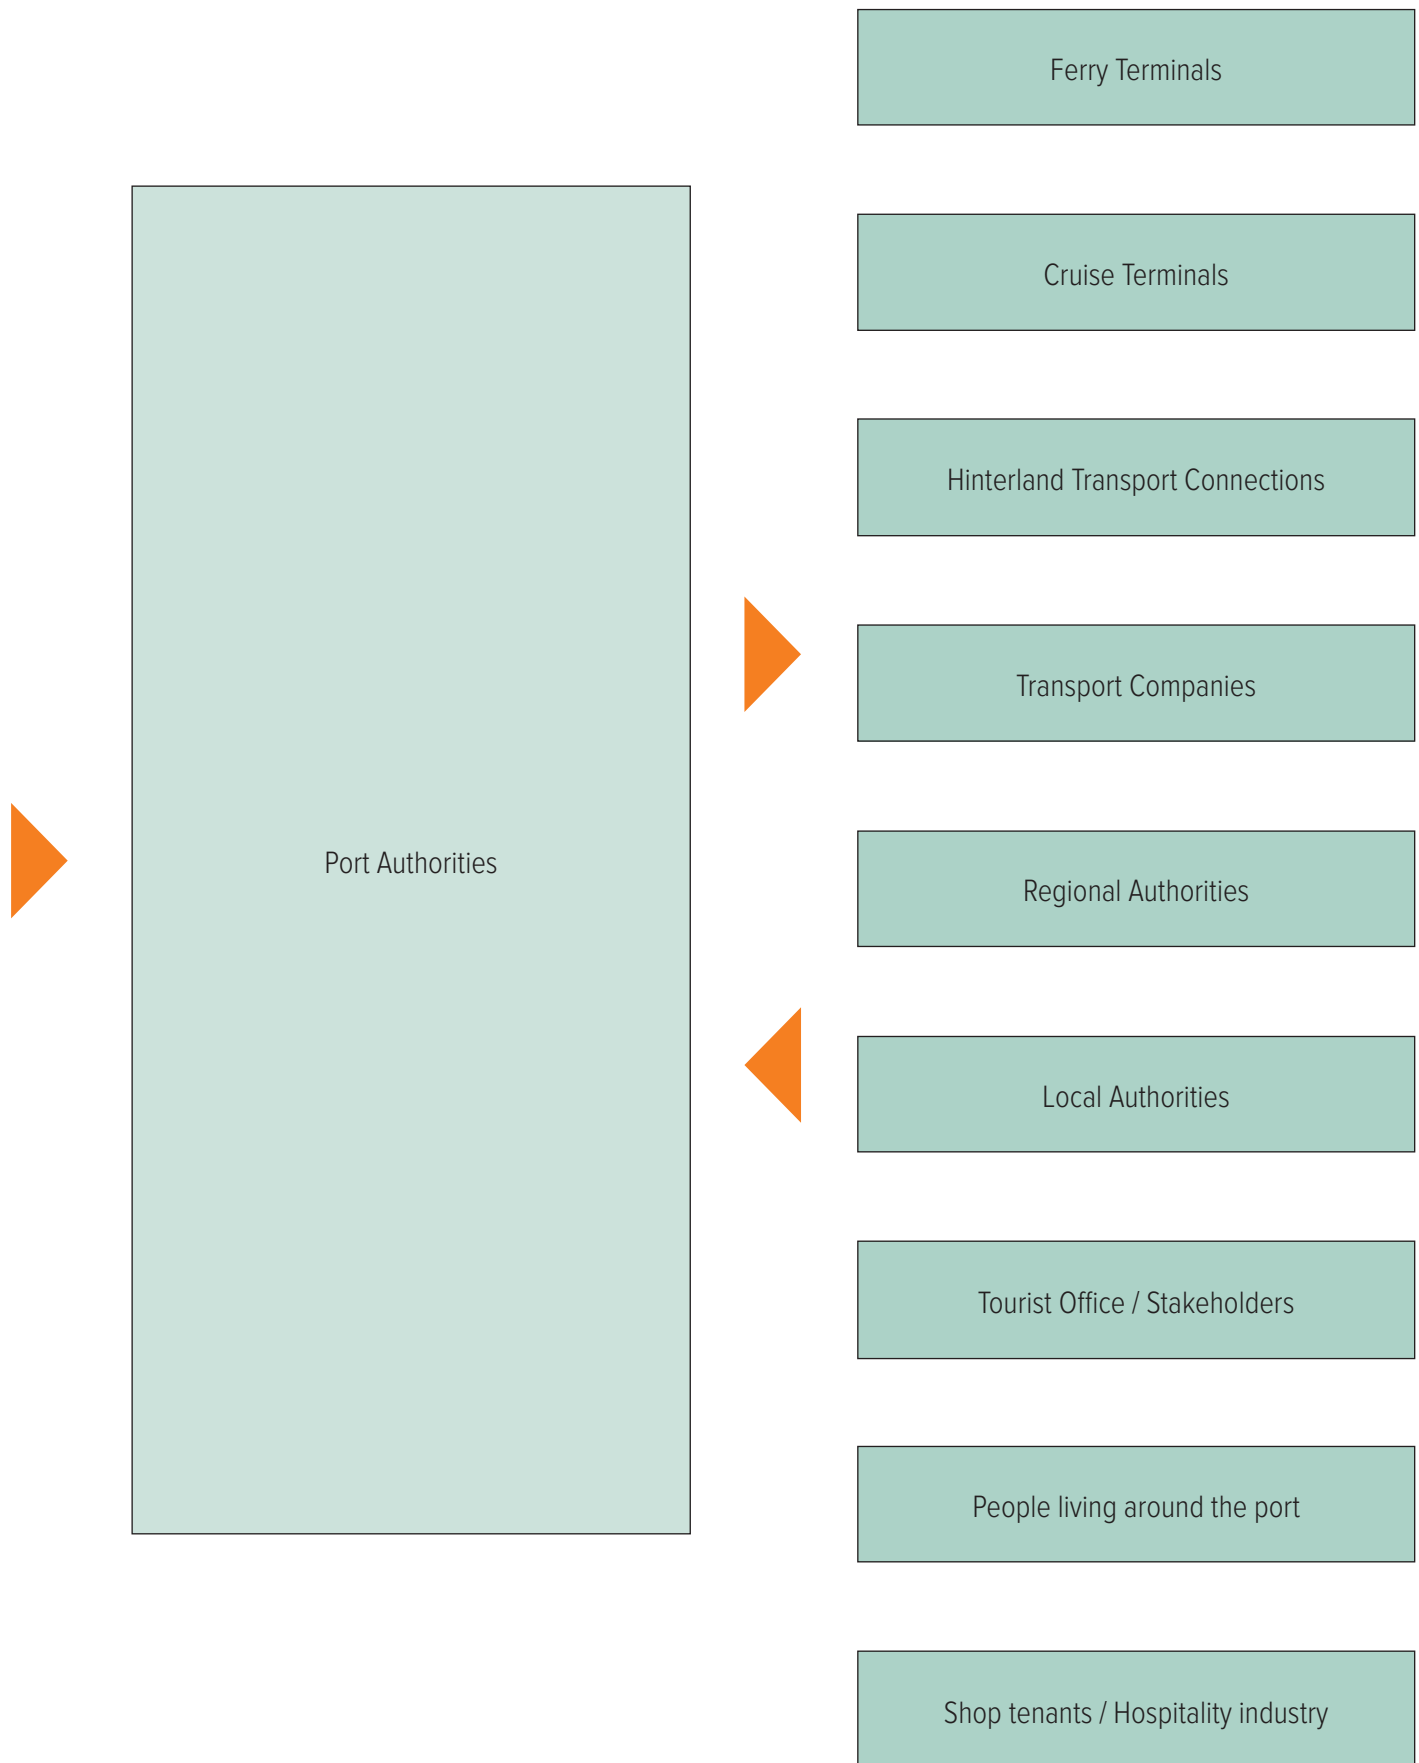 Ferry Terminals
Cruise Terminals
Hinterland Transport Connections
Transport Companies
Port Authorities
Regional Authorities
Local Authorities
Tourist Office / Stakeholders
People living around the port
Shop tenants / Hospitality industry